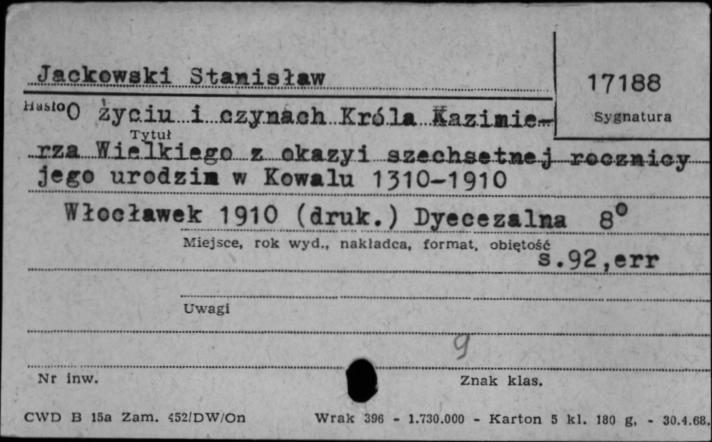 Jackowski Stanisław
17188
Hasło
Sygnatura
O życiu i czynach Króla Kazimie-
Tytuł
rza Wielkiego z okazyi szechsetnej rocznicy
jego urodzin w Kowalu 1310-1910
Włocławek 1910 (druk.) Dyecezalna 8°
Miejsce, rok wyd., nakładca, format, objętość
s.92,err
Uwagi
9
Nr inw.
Znak klas.
CWD B 15a Zam. 452/DW/On Wrak 396 - 1.730.000 - Karton 5 kl. 180 g. - 30.4.68.